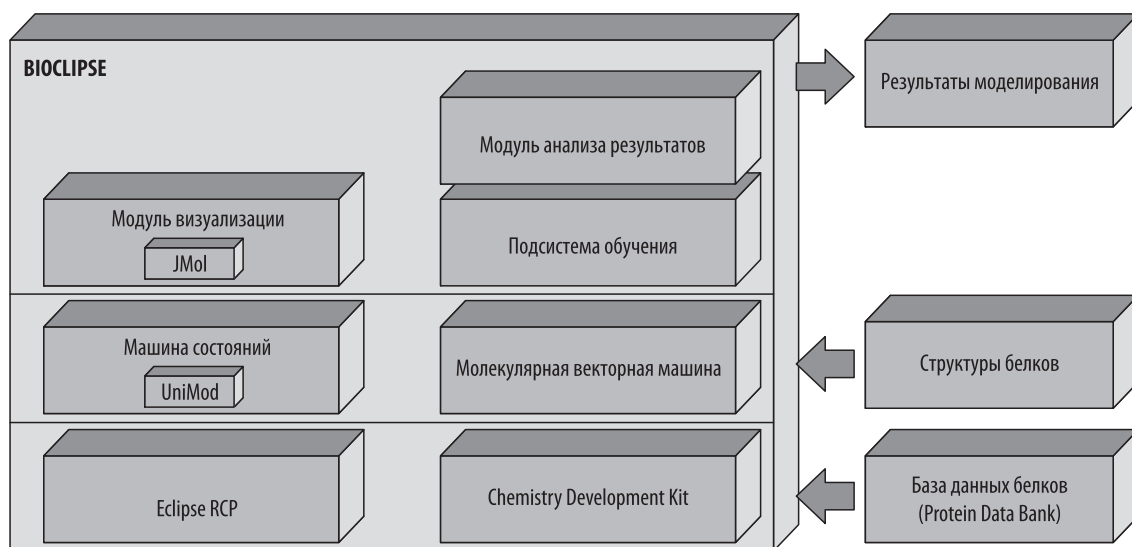 BIOCLIPSE
Результаты моделирования
Модуль анализа результатов
Модуль визуализации
JMol
Подсистема обучения
Машина состояний
UniMod
Молекулярная векторная машина
Структуры белков
Eclipse RCP
Chemistry Development Kit
База данных белков
(Protein Data Bank)